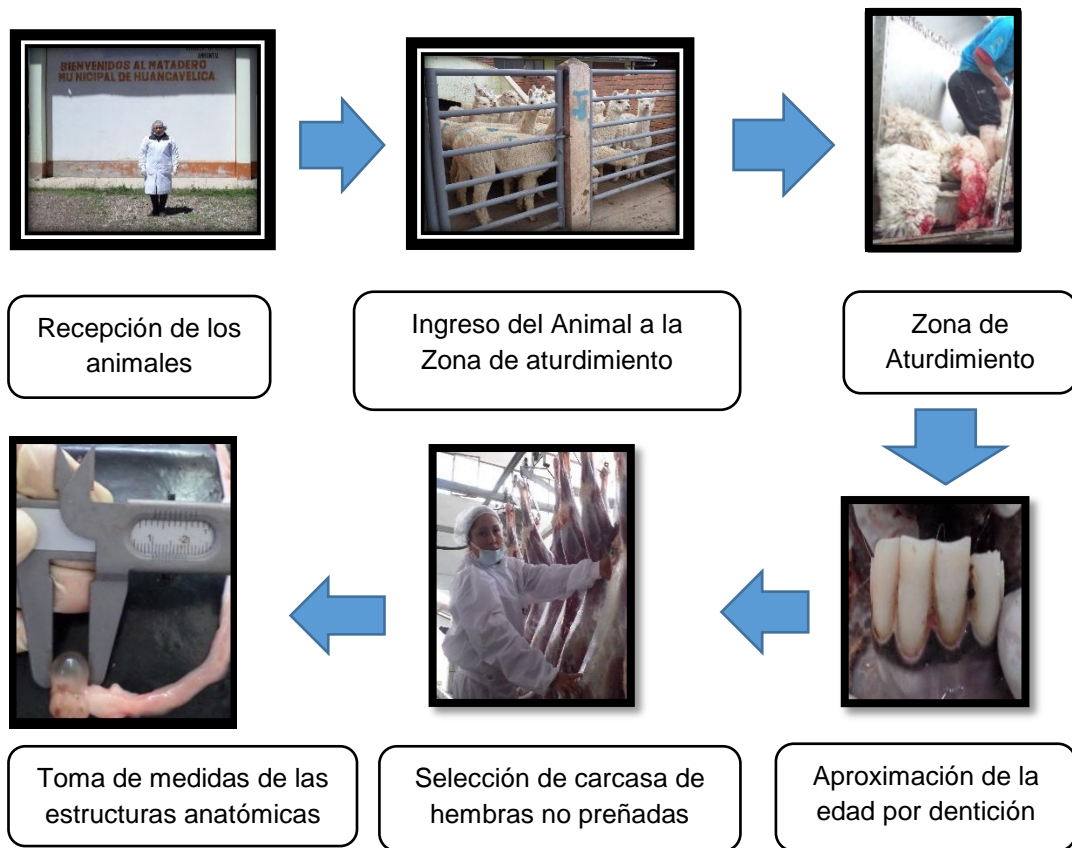 BIENVENIDOS AL MATADERO
MUNICIPAL DE HUANCAVELICA
Recepción de los
animales
Ingreso del Animal a la
Zona de aturdimiento
Zona de
Aturdimiento
Toma de medidas de las
estructuras anatómicas
Selección de carcasa de
hembras no preñadas
Aproximación de la
edad por dentición